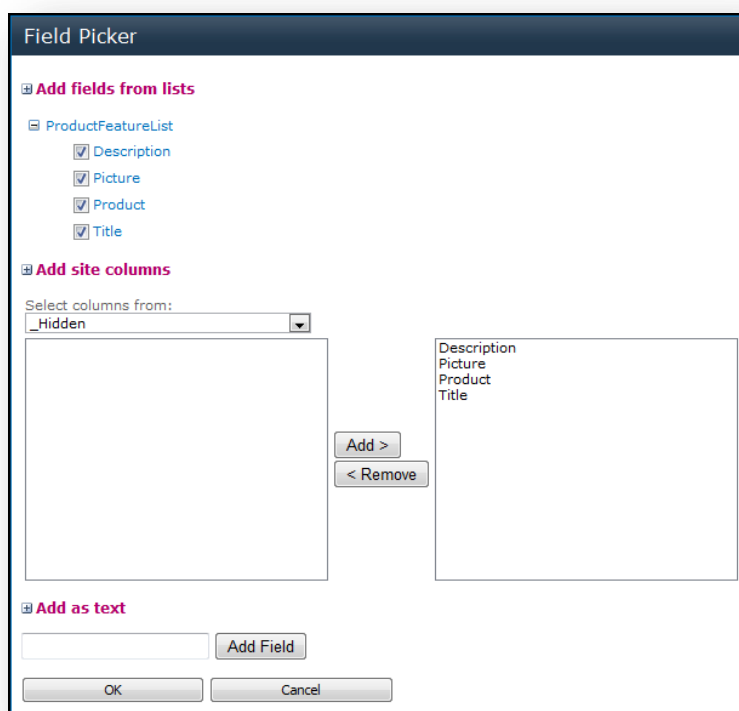 Field Picker
Add fields from lists
ProductFeatureList
Description
Picture
Product
Title
Add site columns
Select columns from:
_Hidden
Description
Picture
Product
Title
Add >
< Remove
Add as text
Add Field
OK
Cancel